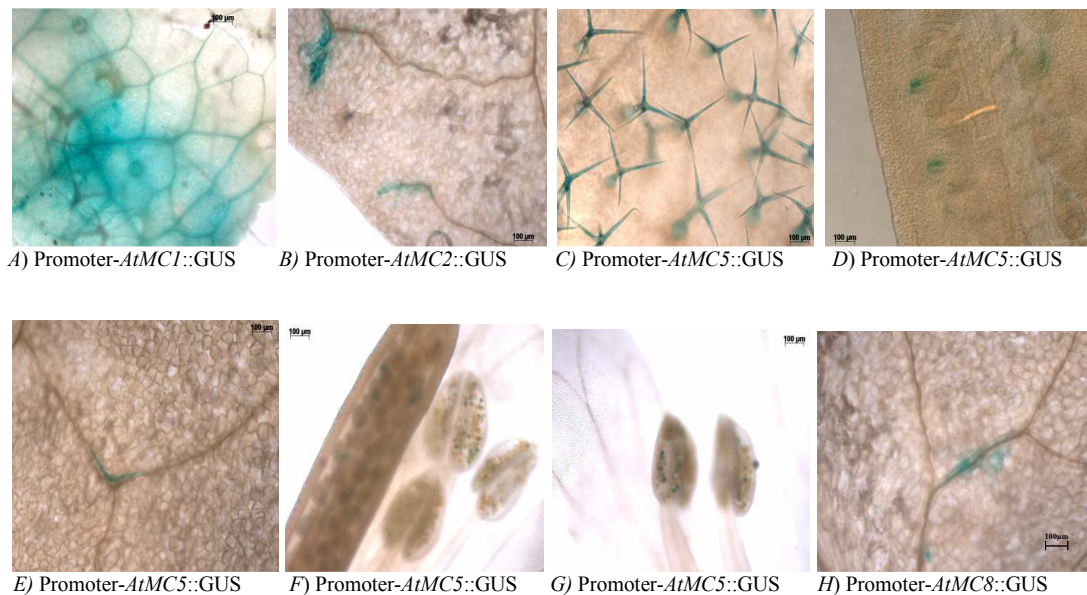 100 µm
100 µm
100 µm
100 µm
A) Promoter-AtMC1::GUS
B) Promoter-AtMC2::GUS
C) Promoter-AtMC5::GUS
D) Promoter-AtMC5::GUS
100 µm
100 µm
100 µm
100µm
E) Promoter-AtMC5::GUS
F) Promoter-AtMC5::GUS
G) Promoter-AtMC5::GUS
H) Promoter-AtMC8::GUS